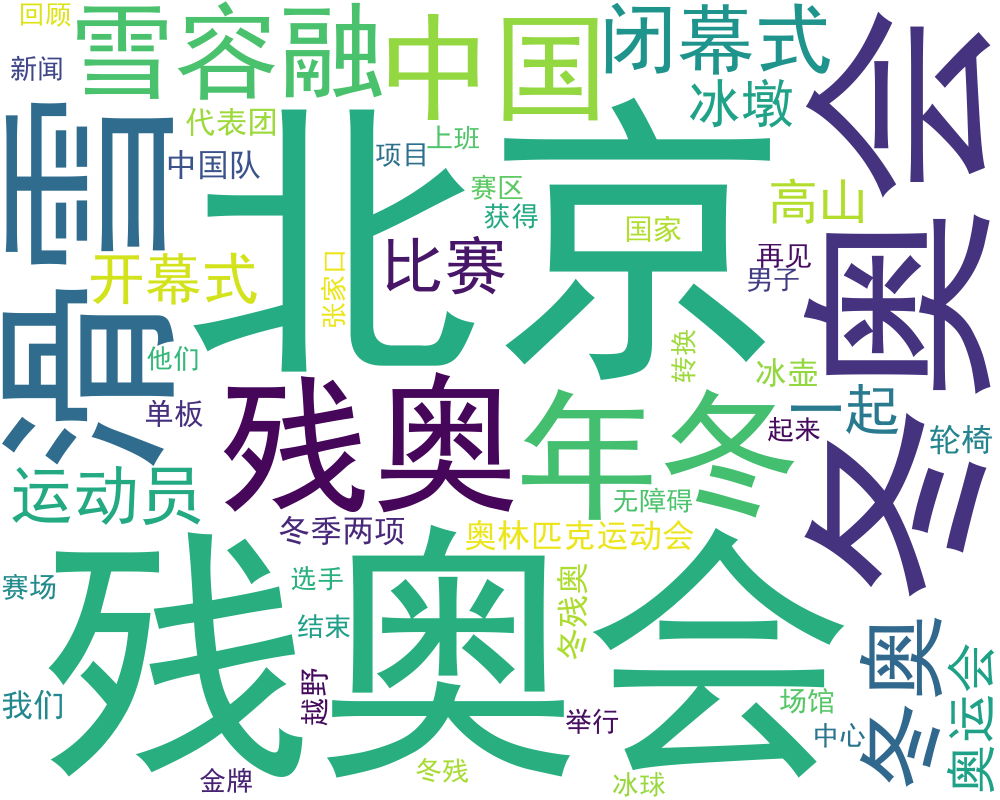 回顾
雪容融
中国
闭幕式
冬奥会
新闻
冰墩
滑雪
代表团
上班
北京
中国队
项目
赛区
高山
获得
国家
开幕式
张家口
比赛
再见
男子
他们
转换
冰壶
残奥
年冬
一起
单板
起来
轮椅
运动员
无障碍
冬季两项
奥林匹克运动会
残奥会
赛场
选手
冬残奥
结束
冬奥
奥运会
我们
越野
举行
场馆
中心
金牌
冬残
冰球